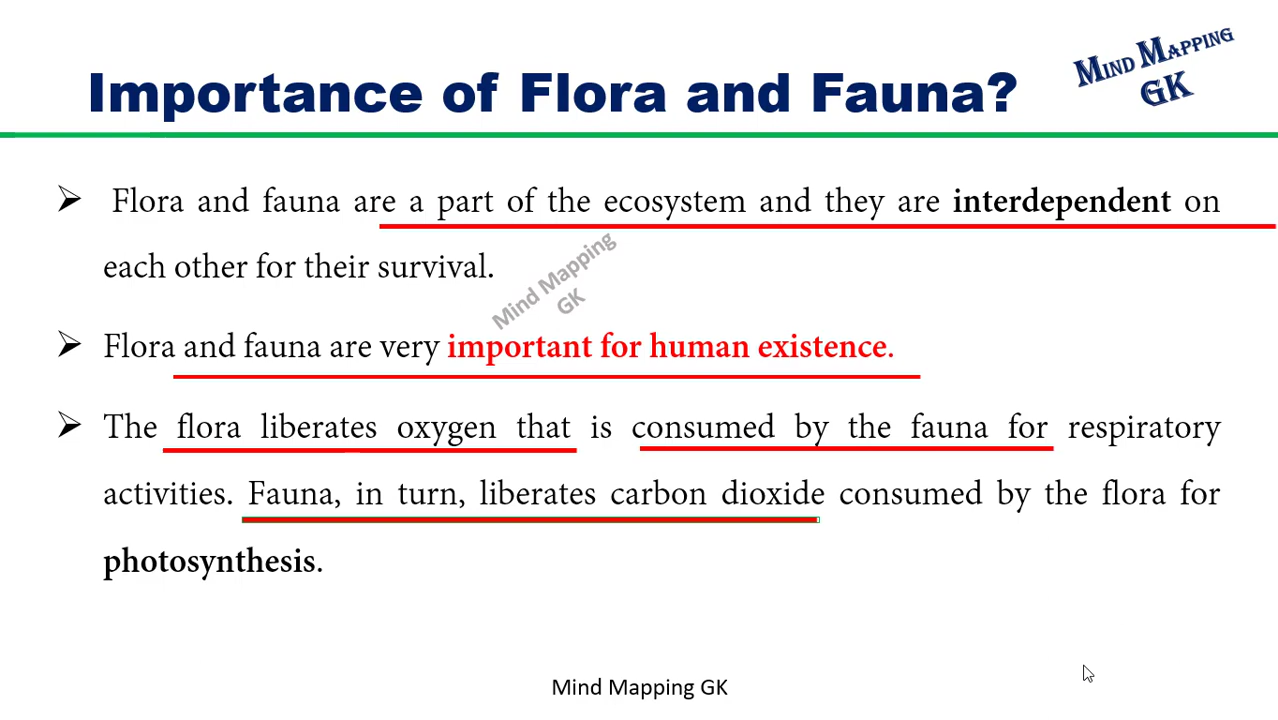 Importance of Flora and Fauna?
MIND MAPPING
GK
➢ Flora and fauna are a part of the ecosystem and they are interdependent on
each other for their survival.
Mind Mapping
GK
➢ Flora and fauna are very important for human existence.
➢ The flora liberates oxygen that is consumed by the fauna for respiratory
activities. Fauna, in turn, liberates carbon dioxide consumed by the flora for
photosynthesis.
Mind Mapping GK